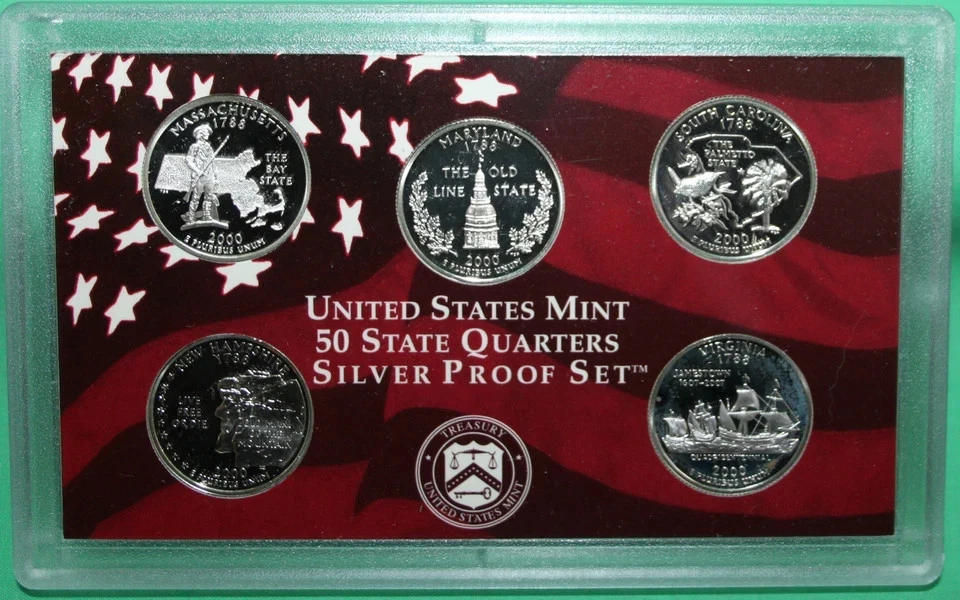 MASSACHUSETTS
1788
THE
BAY
STATE
2000
E PLURIBUS UNUM
MARYLAND
1788
THE OLD
LINE STATE
2000
E PLURIBUS UNUM
SOUTH CAROLINA
1788
THE
PALMETTO
STATE
2000
E PLURIBUS UNUM
UNITED STATES MINT
50 STATE QUARTERS
SILVER PROOF SET™
NEW HAMPSHIRE
1788
LIVE
FREE
OR DIE
2000
E PLURIBUS UNUM
TREASURY
UNITED STATES MINT
VIRGINIA
1788
JAMESTOWN
1607-2007
QUADRICENTENNIAL
2000
E PLURIBUS UNUM